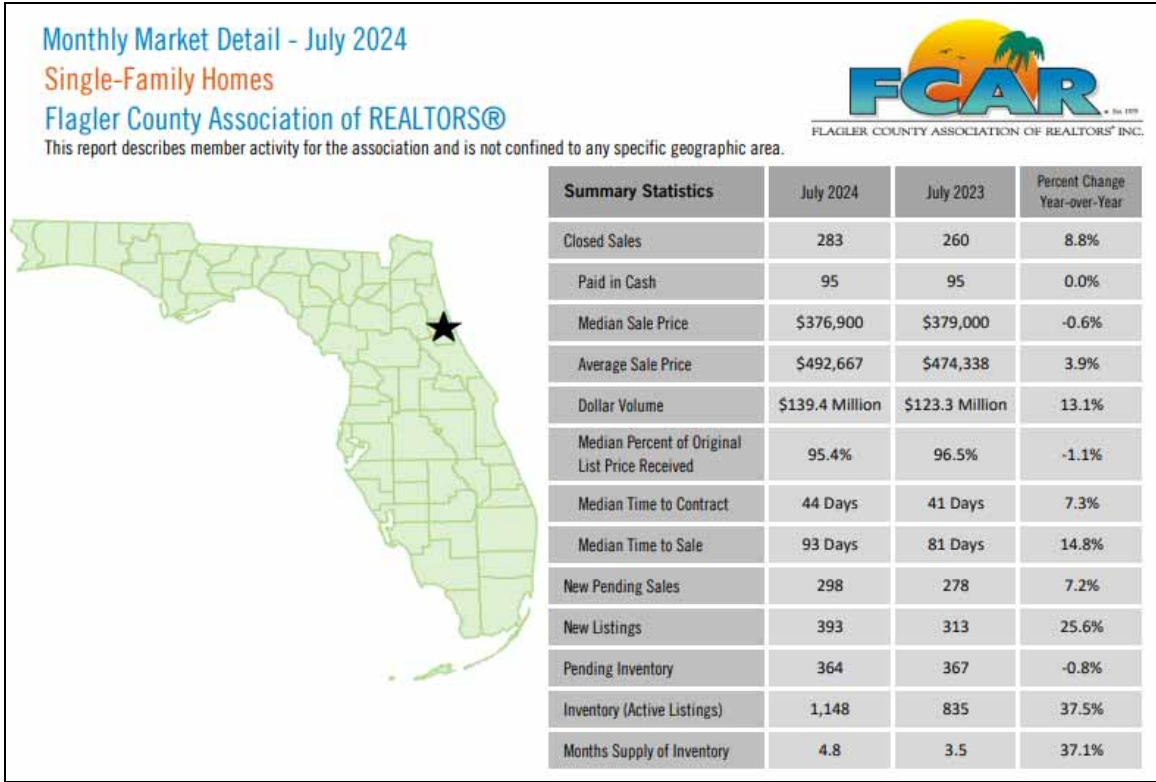 Monthly Market Detail - July 2024
Single-Family Homes
Flagler County Association of REALTORS®
This report describes member activity for the association and is not confined to any specific geographic area.
FCAR
Est. 1979
FLAGLER COUNTY ASSOCIATION OF REALTORS® INC.
Summary Statistics July 2024 July 2023 Percent Change Year-over-Year
Closed Sales 283 260 8.8%
Paid in Cash 95 95 0.0%
Median Sale Price $376,900 $379,000 -0.6%
Average Sale Price $492,667 $474,338 3.9%
Dollar Volume $139.4 Million $123.3 Million 13.1%
Median Percent of Original List Price Received 95.4% 96.5% -1.1%
Median Time to Contract 44 Days 41 Days 7.3%
Median Time to Sale 93 Days 81 Days 14.8%
New Pending Sales 298 278 7.2%
New Listings 393 313 25.6%
Pending Inventory 364 367 -0.8%
Inventory (Active Listings) 1,148 835 37.5%
Months Supply of Inventory 4.8 3.5 37.1%